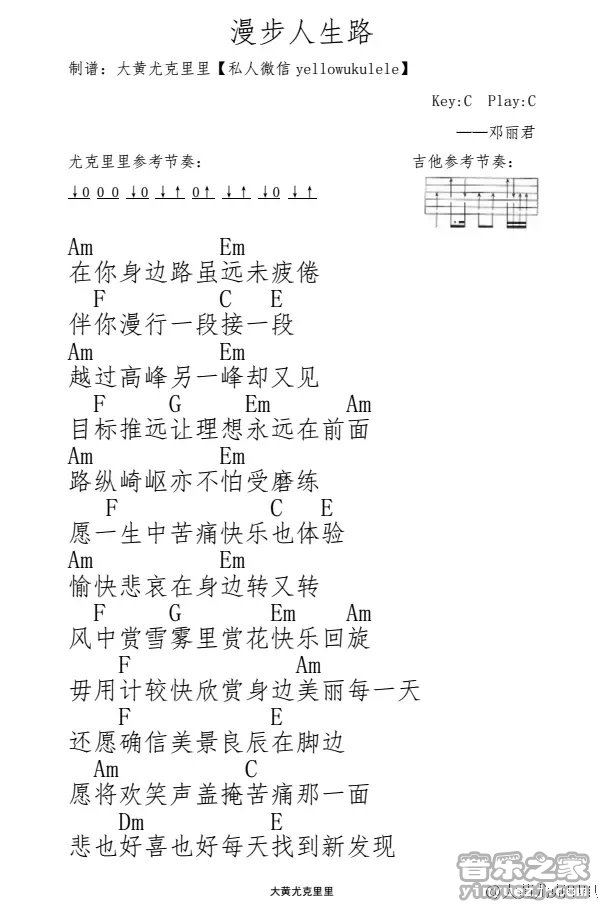 漫步人生路
制谱：大黄尤克里里【私人微信 yellowukulele】
Key:C Play:C
——邓丽君
尤克里里参考节奏： 吉他参考节奏：
↓0 0 0 ↓0 ↓↑ 0↑ ↓↑ ↓0 ↓↑
Am Em
在你身边路虽远未疲倦
F C E
伴你漫行一段接一段
Am Em
越过高峰另一峰却又见
F G Em Am
目标推远让理想永远在前面
Am Em
路纵崎岖亦不怕受磨练
F C E
愿一生中苦痛快乐也体验
Am Em
愉快悲哀在身边转又转
F G Em Am
风中赏雪雾里赏花快乐回旋
F Am
毋用计较快欣赏身边美丽每一天
F E
还愿确信美景良辰在脚边
Am C
愿将欢笑声盖掩苦痛那一面
Dm E
悲也好喜也好每天找到新发现
大黄尤克里里
音乐之家